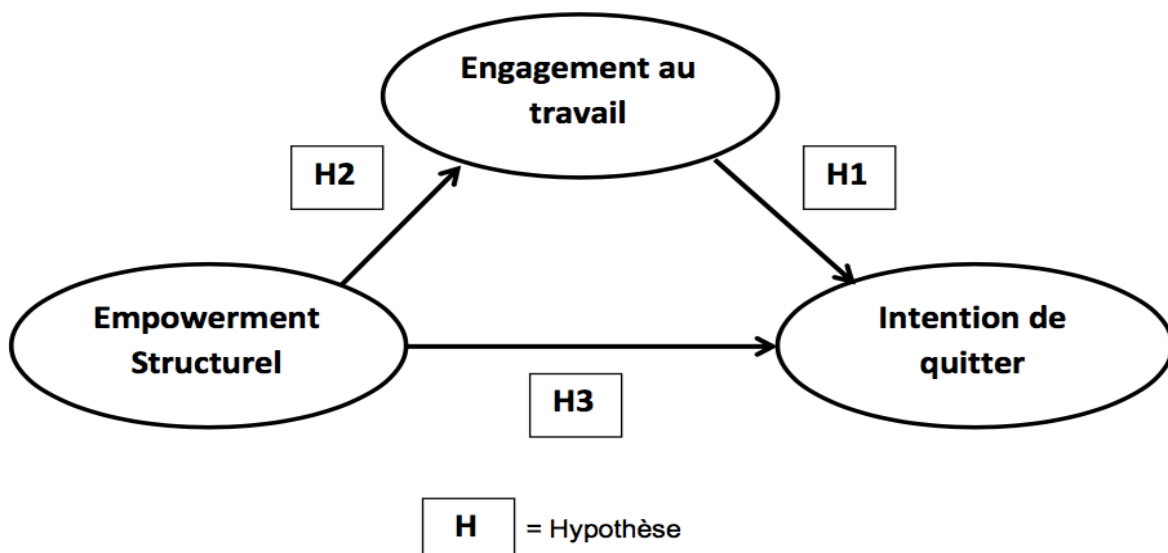 Engagement au
travail
H2
H1
Empowerment
Structurel
Intention de
quitter
H3
H = Hypothèse